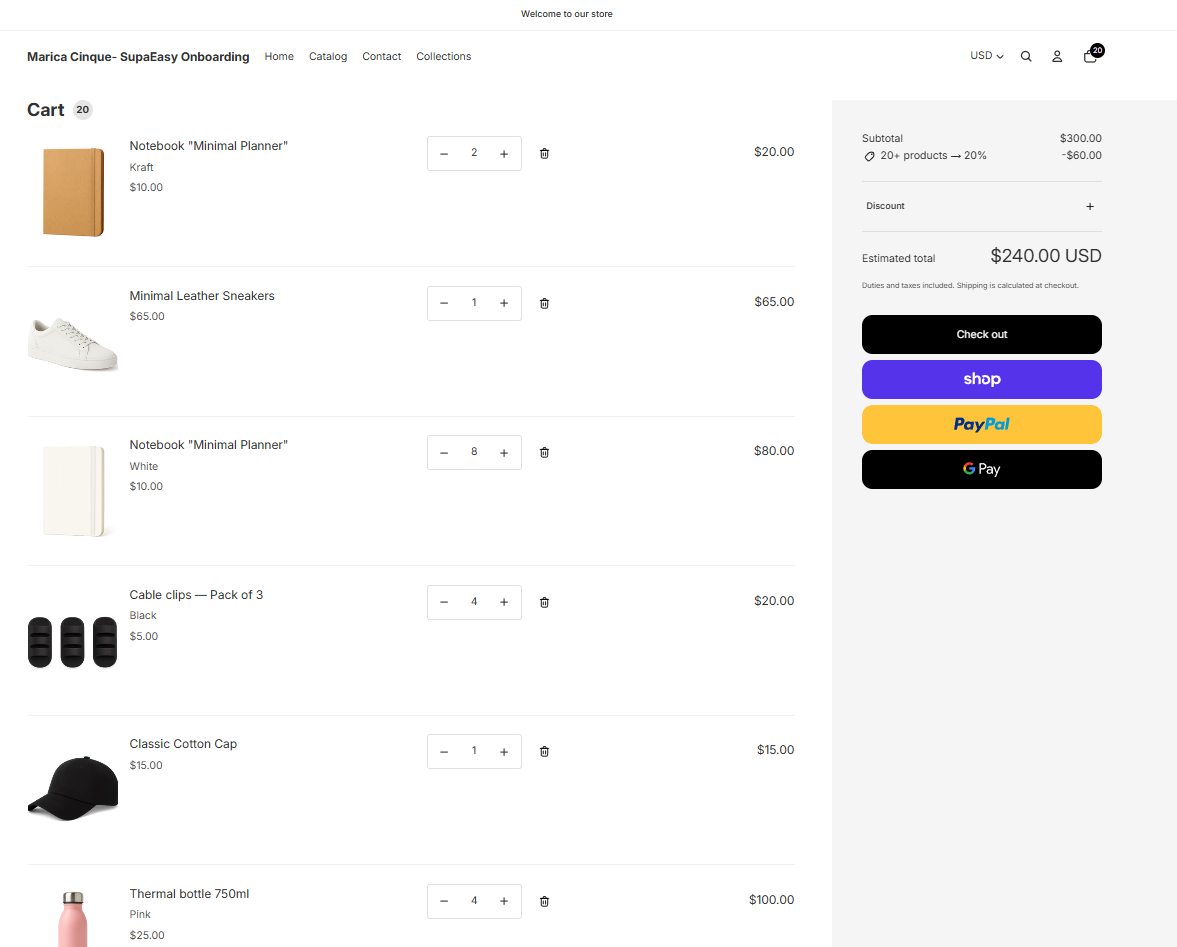 Welcome to our store
Marica Cinque- SupaEasy Onboarding Home Catalog Contact Collections USD 20
Cart 20
Notebook "Minimal Planner" 2 $20.00
Kraft
$10.00
Minimal Leather Sneakers 1 $65.00
$65.00
Notebook "Minimal Planner" 8 $80.00
White
$10.00
Cable clips — Pack of 3 4 $20.00
Black
$5.00
Classic Cotton Cap 1 $15.00
$15.00
Thermal bottle 750ml 4 $100.00
Pink
$25.00
Subtotal $300.00
20+ products → 20% -$60.00
Discount +
Estimated total $240.00 USD
Duties and taxes included. Shipping is calculated at checkout.
Check out
shop
PayPal
G Pay